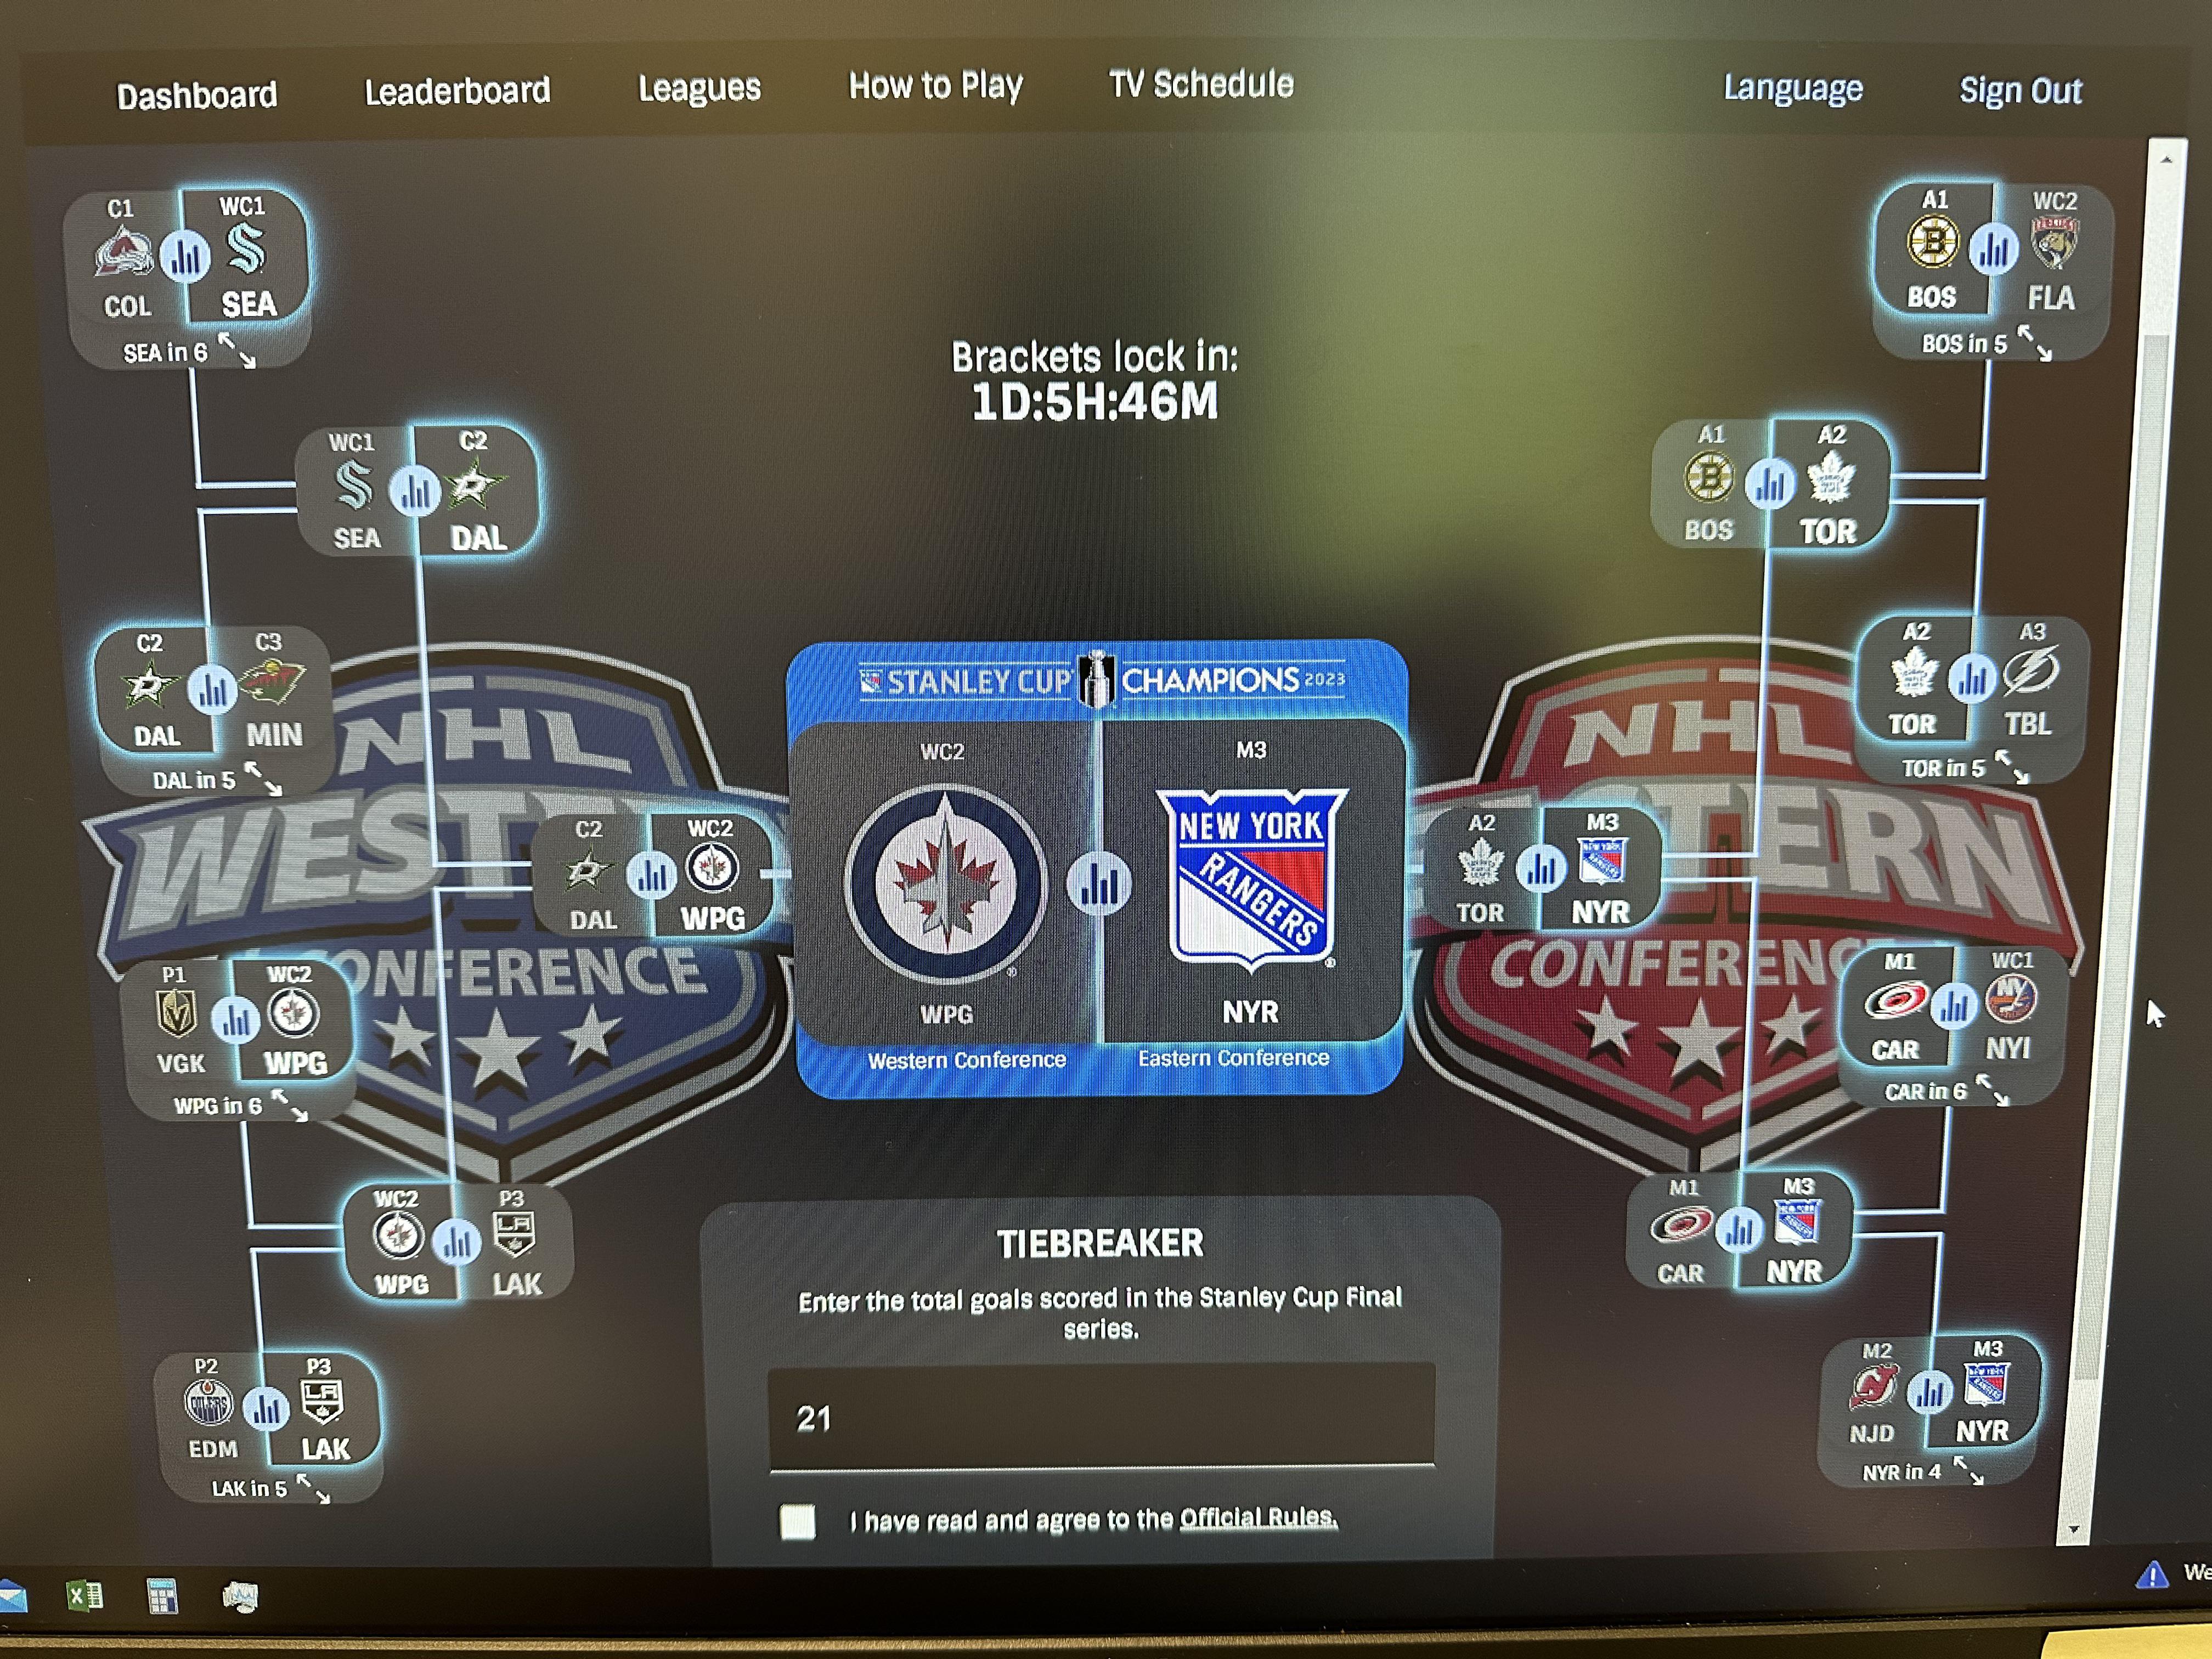 Dashboard Leaderboard Leagues How to Play TV Schedule Language Sign Out
C1 WC1
COL SEA
SEA in 6
A1 WC2
B
BOS FLA
BOS in 5
Brackets lock in:
1D:5H:46M
WC1 C2
SEA DAL
A1 A2
B
BOS TOR
C2 C3
DAL MIN
DAL in 5
A2 A3
TOR TBL
TOR in 5
NHL
WESTERN
CONFERENCE
NHL
EASTERN
CONFERENCE
STANLEY CUP CHAMPIONS 2023
WC2 M3
NEW YORK
RANGERS
WPG NYR
Western Conference Eastern Conference
C2 WC2
DAL WPG
A2 M3
TOR NYR
P1 WC2
VGK WPG
WPG in 6
M1 WC1
NY
CAR NYI
CAR in 6
WC2 P3
LA
WPG LAK
M1 M3
CAR NYR
P2 P3
OILERS LA
EDM LAK
LAK in 5
M2 M3
NJD NYR
NYR in 4
TIEBREAKER
Enter the total goals scored in the Stanley Cup Final
series.
21
I have read and agree to the Official Rules.
We